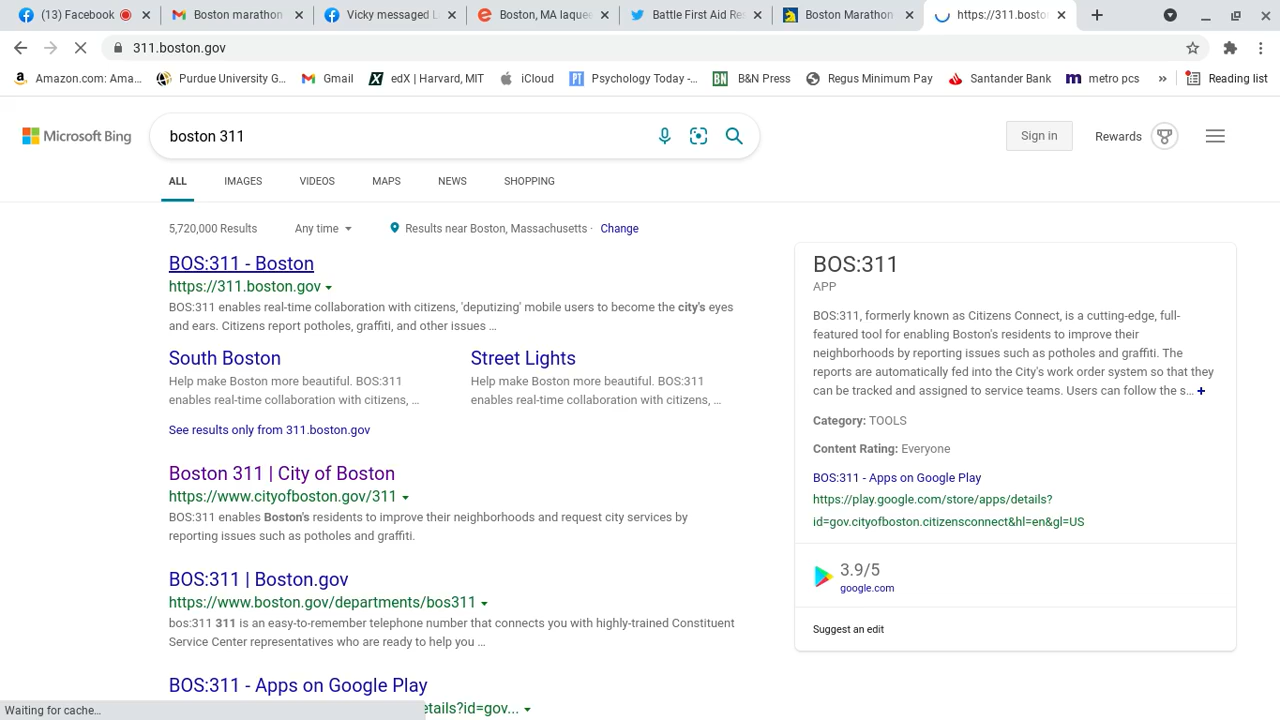 (13) Facebook
Boston marathon
Vicky messaged L
Boston, MA laquee
Battle First Aid Res
Boston Marathon
https://311.bosto
311.boston.gov
Amazon.com: Ama...
Purdue University G...
Gmail
edX | Harvard, MIT
iCloud
Psychology Today -...
B&N Press
Regus Minimum Pay
Santander Bank
metro pcs
»
Reading list
Microsoft Bing
boston 311
Sign in
Rewards
ALL
IMAGES
VIDEOS
MAPS
NEWS
SHOPPING
5,720,000 Results
Any time
Results near Boston, Massachusetts · Change
BOS:311 - Boston
https://311.boston.gov
BOS:311 enables real-time collaboration with citizens, 'deputizing' mobile users to become the city's eyes
and ears. Citizens report potholes, graffiti, and other issues ...
South Boston
Help make Boston more beautiful. BOS:311
enables real-time collaboration with citizens, ...
Street Lights
Help make Boston more beautiful. BOS:311
enables real-time collaboration with citizens, ...
See results only from 311.boston.gov
Boston 311 | City of Boston
https://www.cityofboston.gov/311
BOS:311 enables Boston's residents to improve their neighborhoods and request city services by
reporting issues such as potholes and graffiti.
BOS:311 | Boston.gov
https://www.boston.gov/departments/bos311
bos:311 311 is an easy-to-remember telephone number that connects you with highly-trained Constituent
Service Center representatives who are ready to help you ...
BOS:311 - Apps on Google Play
etails?id=gov...
BOS:311
APP
BOS:311, formerly known as Citizens Connect, is a cutting-edge, full-
featured tool for enabling Boston's residents to improve their
neighborhoods by reporting issues such as potholes and graffiti. The
reports are automatically fed into the City's work order system so that they
can be tracked and assigned to service teams. Users can follow the s... +
Category: TOOLS
Content Rating: Everyone
BOS:311 - Apps on Google Play
https://play.google.com/store/apps/details?
id=gov.cityofboston.citizensconnect&hl=en&gl=US
3.9/5
google.com
Suggest an edit
Waiting for cache...